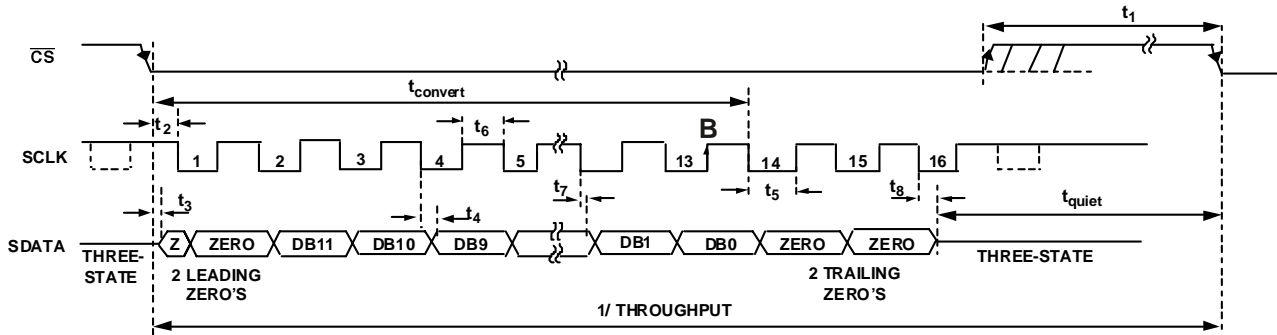 t1
CS
tconvert
t2
t6
B
SCLK
1 2 3 4 5 13 14 15 16
t3
t4
t7
t5
t8
tquiet
SDATA
Z ZERO DB11 DB10 DB9 DB1 DB0 ZERO ZERO
THREE-
STATE
2 LEADING
ZERO'S
2 TRAILING
ZERO'S
THREE-STATE
1/ THROUGHPUT